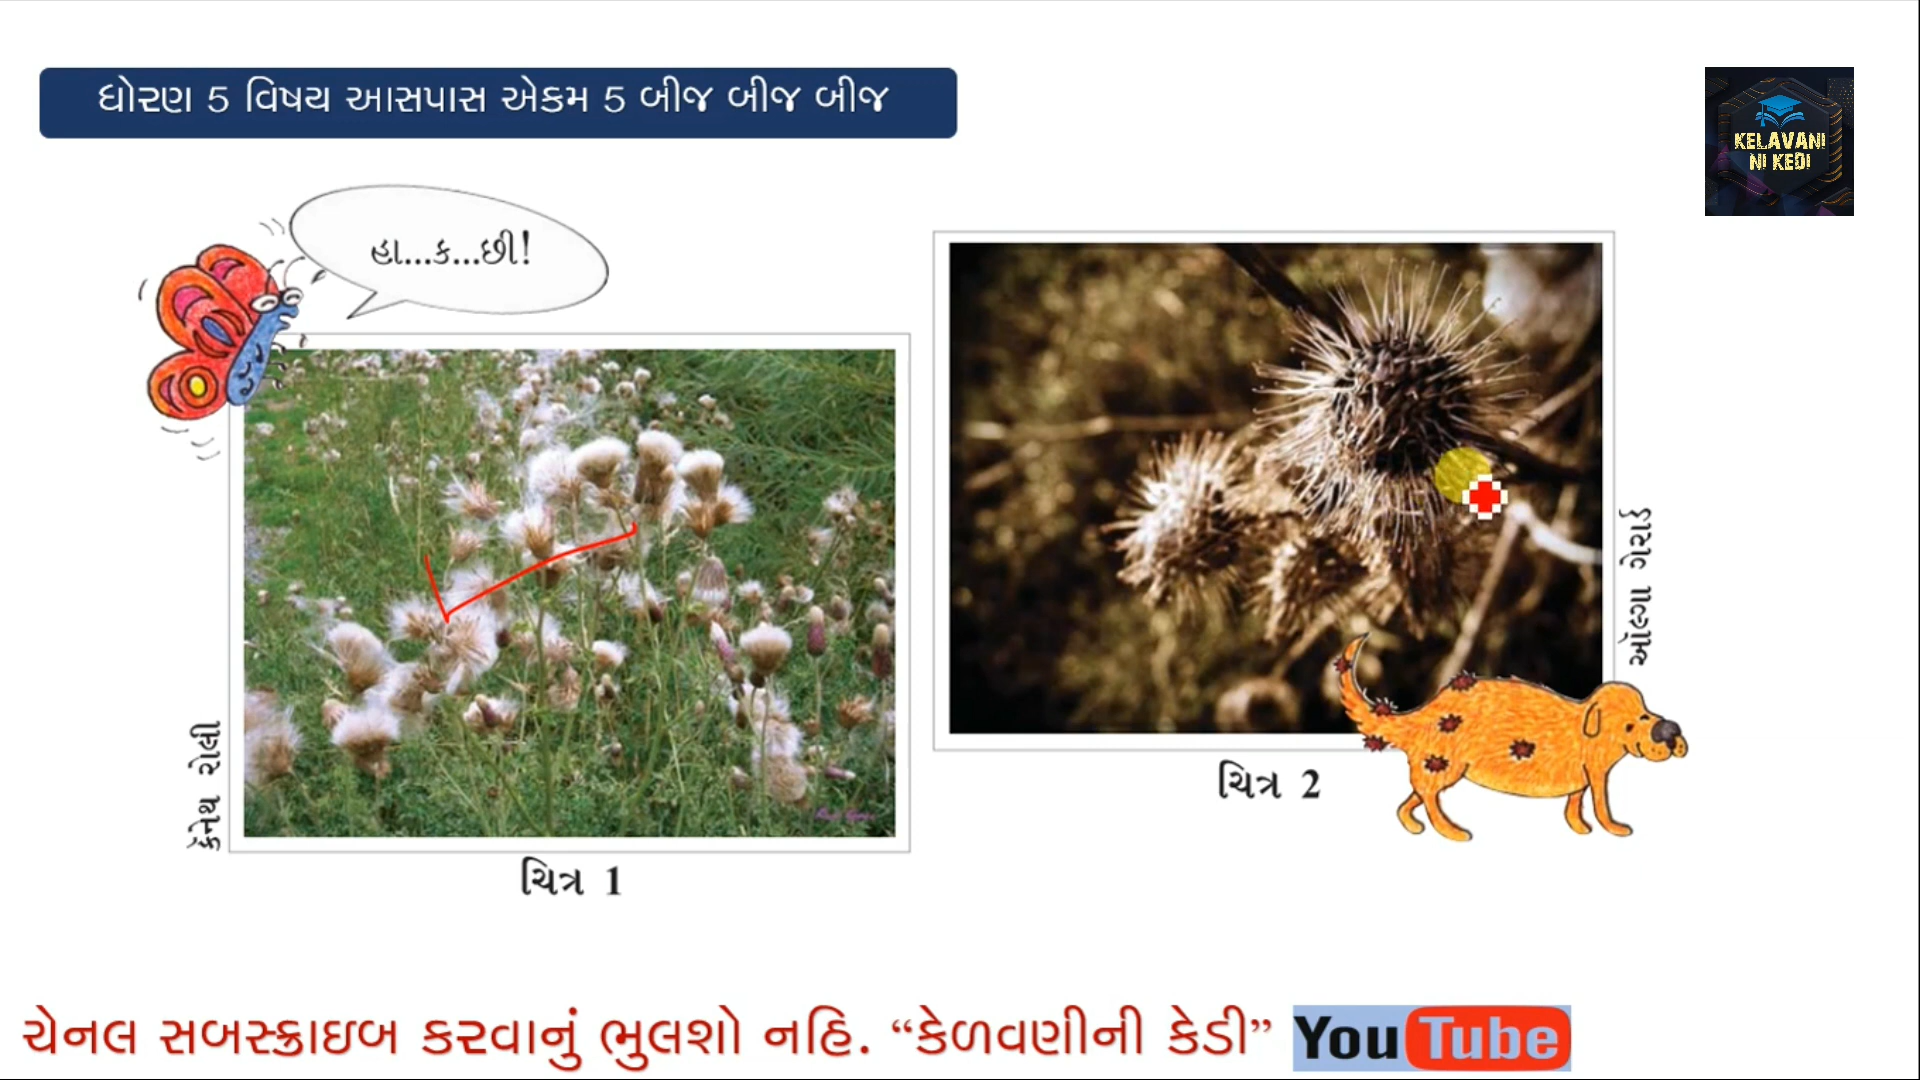 ધોરણ 5 વિષય આસપાસ એકમ 5 બીજ બીજ બીજ
KELAVANI
NI KEDI
હા...ક...છી!
કેનેથ રોલી
ઓલ્ગા ગેરાર્ડ
ચિત્ર 2
ચિત્ર 1
ચેનલ સબસ્ક્રાઇબ કરવાનું ભુલશો નહિ. “કેળવણીની કેડી” YouTube